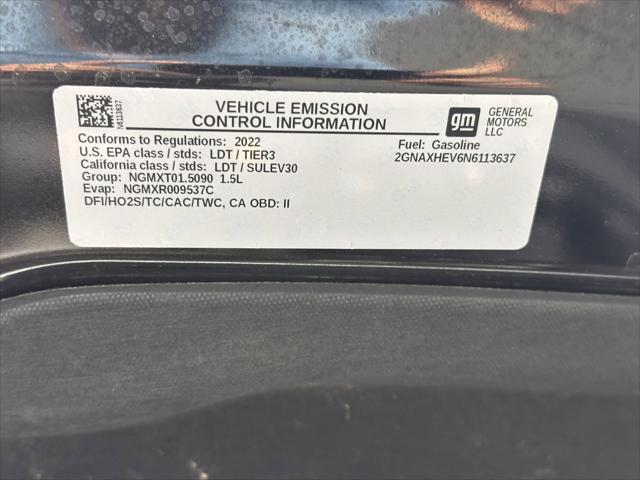 VEHICLE EMISSION
CONTROL INFORMATION
gm
GENERAL
MOTORS
LLC
N6113637
Conforms to Regulations: 2022
U.S. EPA class / stds: LDT / TIER3
California class / stds: LDT / SULEV30
Group: NGMXT01.5090 1.5L
Evap: NGMXR009537C
DFI/HO2S/TC/CAC/TWC, CA OBD: II
Fuel: Gasoline
2GNAXHEV6N6113637